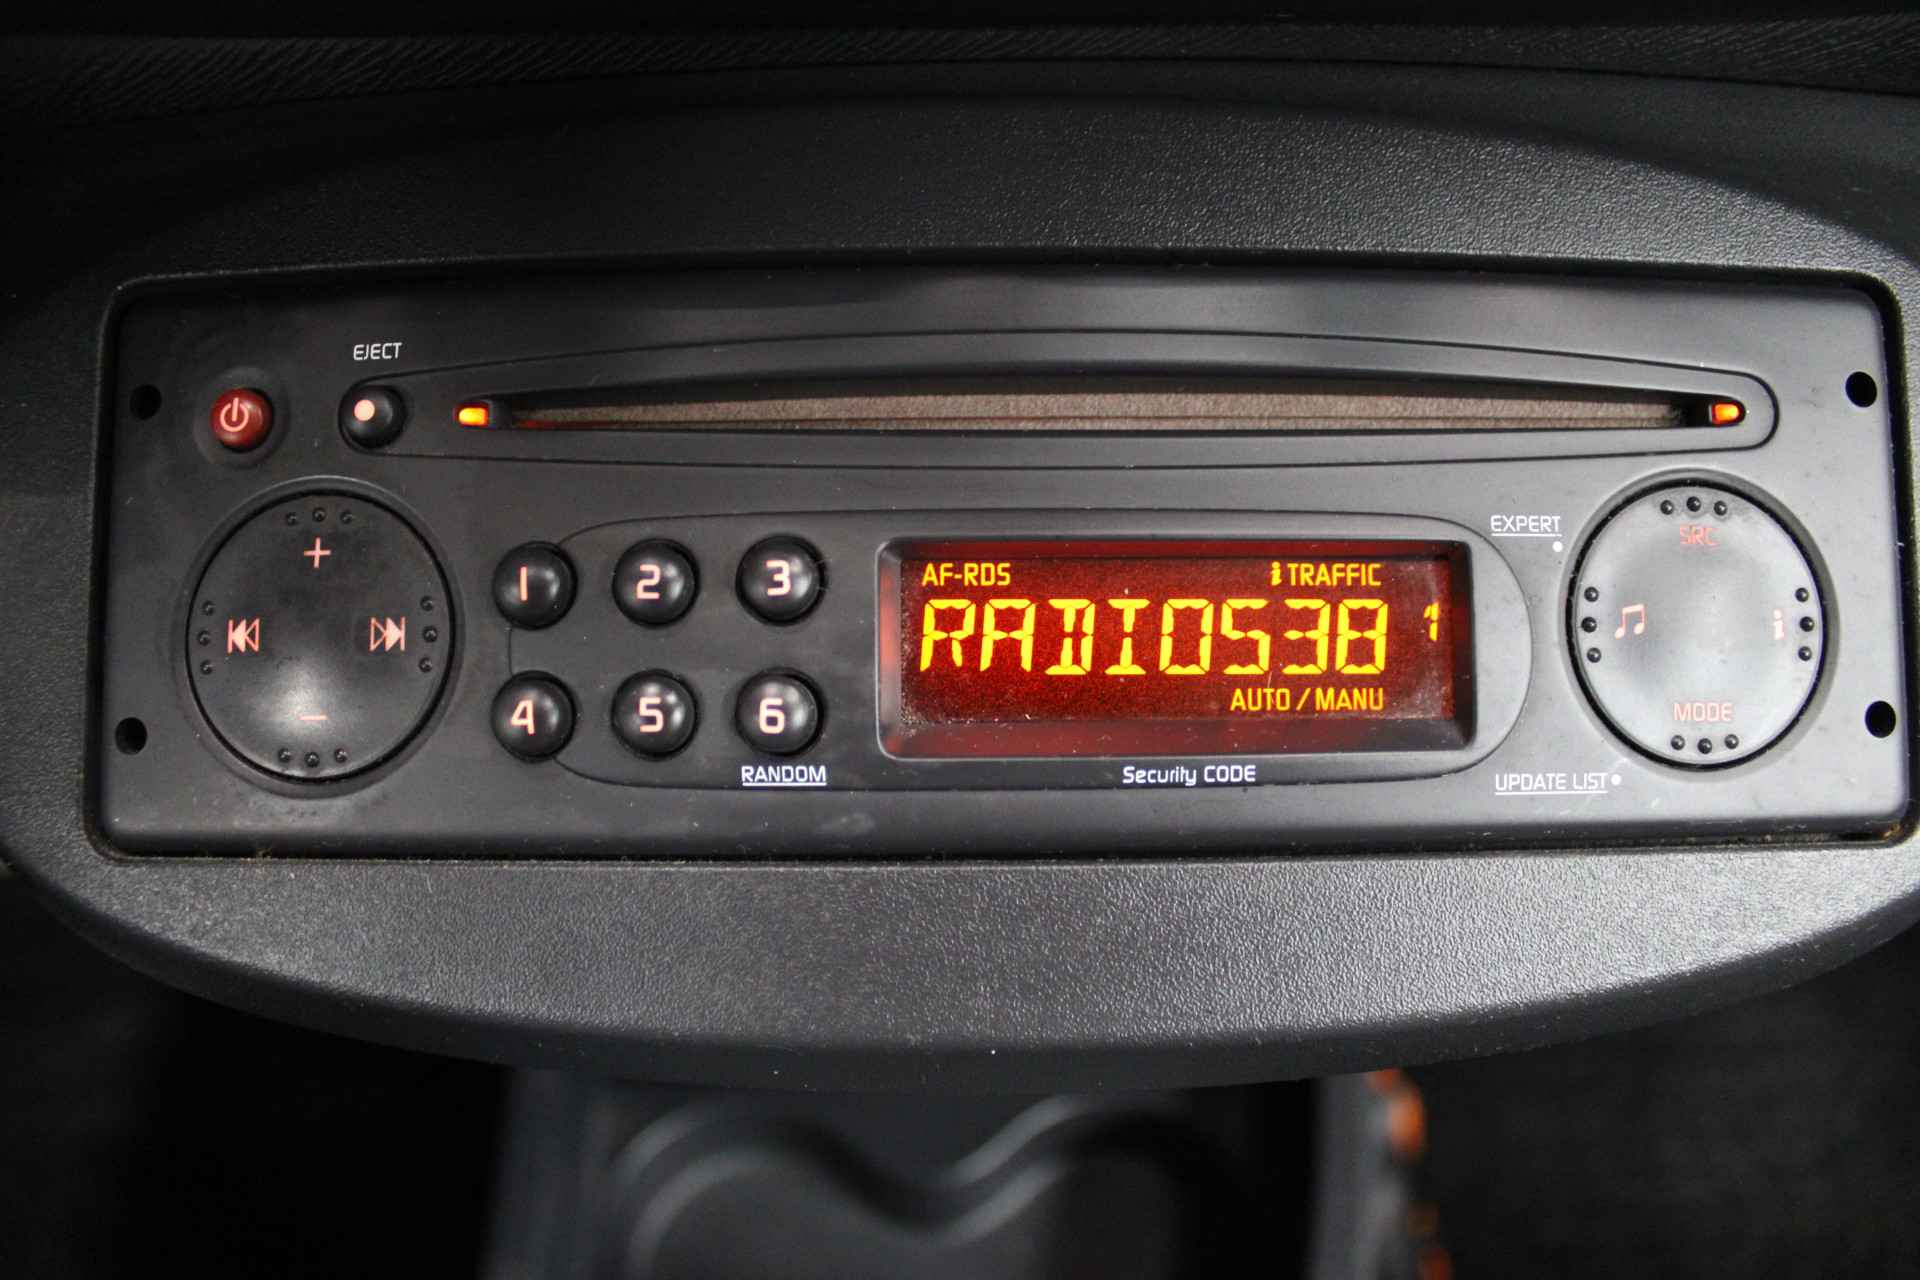 EJECT
EXPERT
SRC
+
1 2 3
AF-RDS i TRAFFIC
RADIO538 1
i
4 5 6
AUTO / MANU
-
MODE
RANDOM
Security CODE
UPDATE LIST